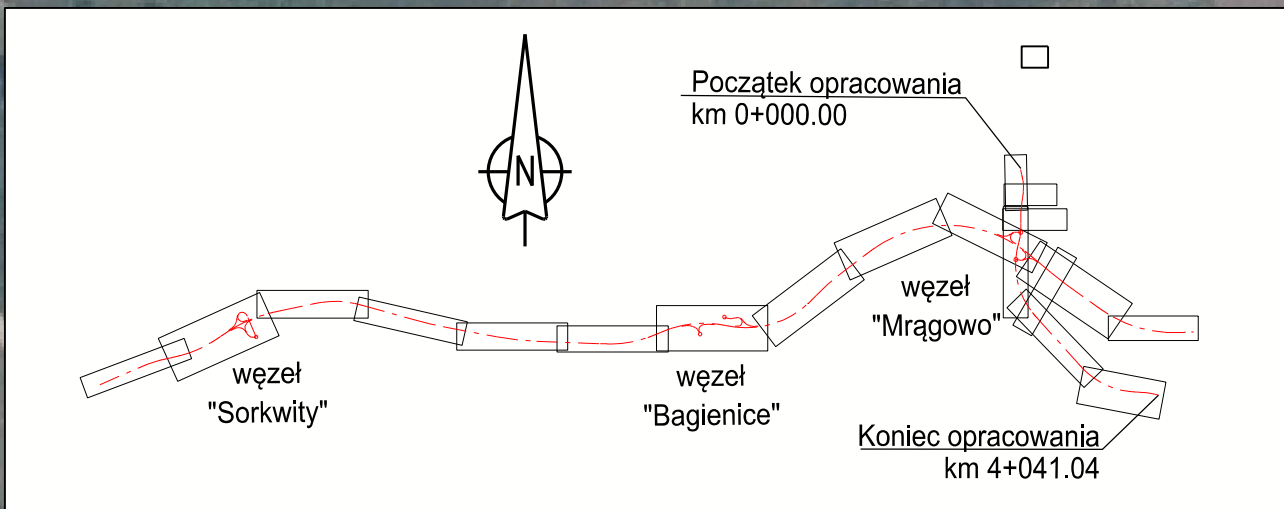 Początek opracowania
km 0+000.00
N
węzeł
"Mrągowo"
węzeł
"Sorkwity"
węzeł
"Bagienice"
Koniec opracowania
km 4+041.04